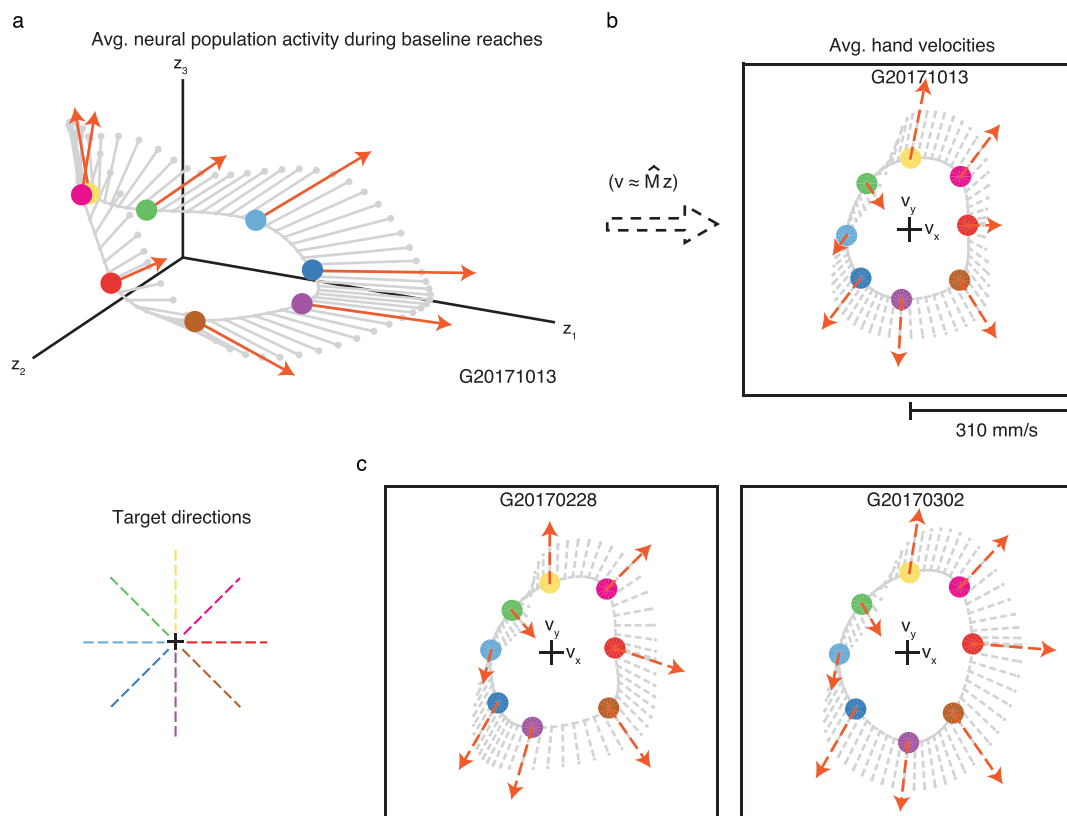 a
Avg. neural population activity during baseline reaches
z3
z1
z2
G20171013
(v ≈ M̂ z)
b
Avg. hand velocities
G20171013
vy
vx
310 mm/s
Target directions
c
G20170228
vy
vx
G20170302
vy
vx